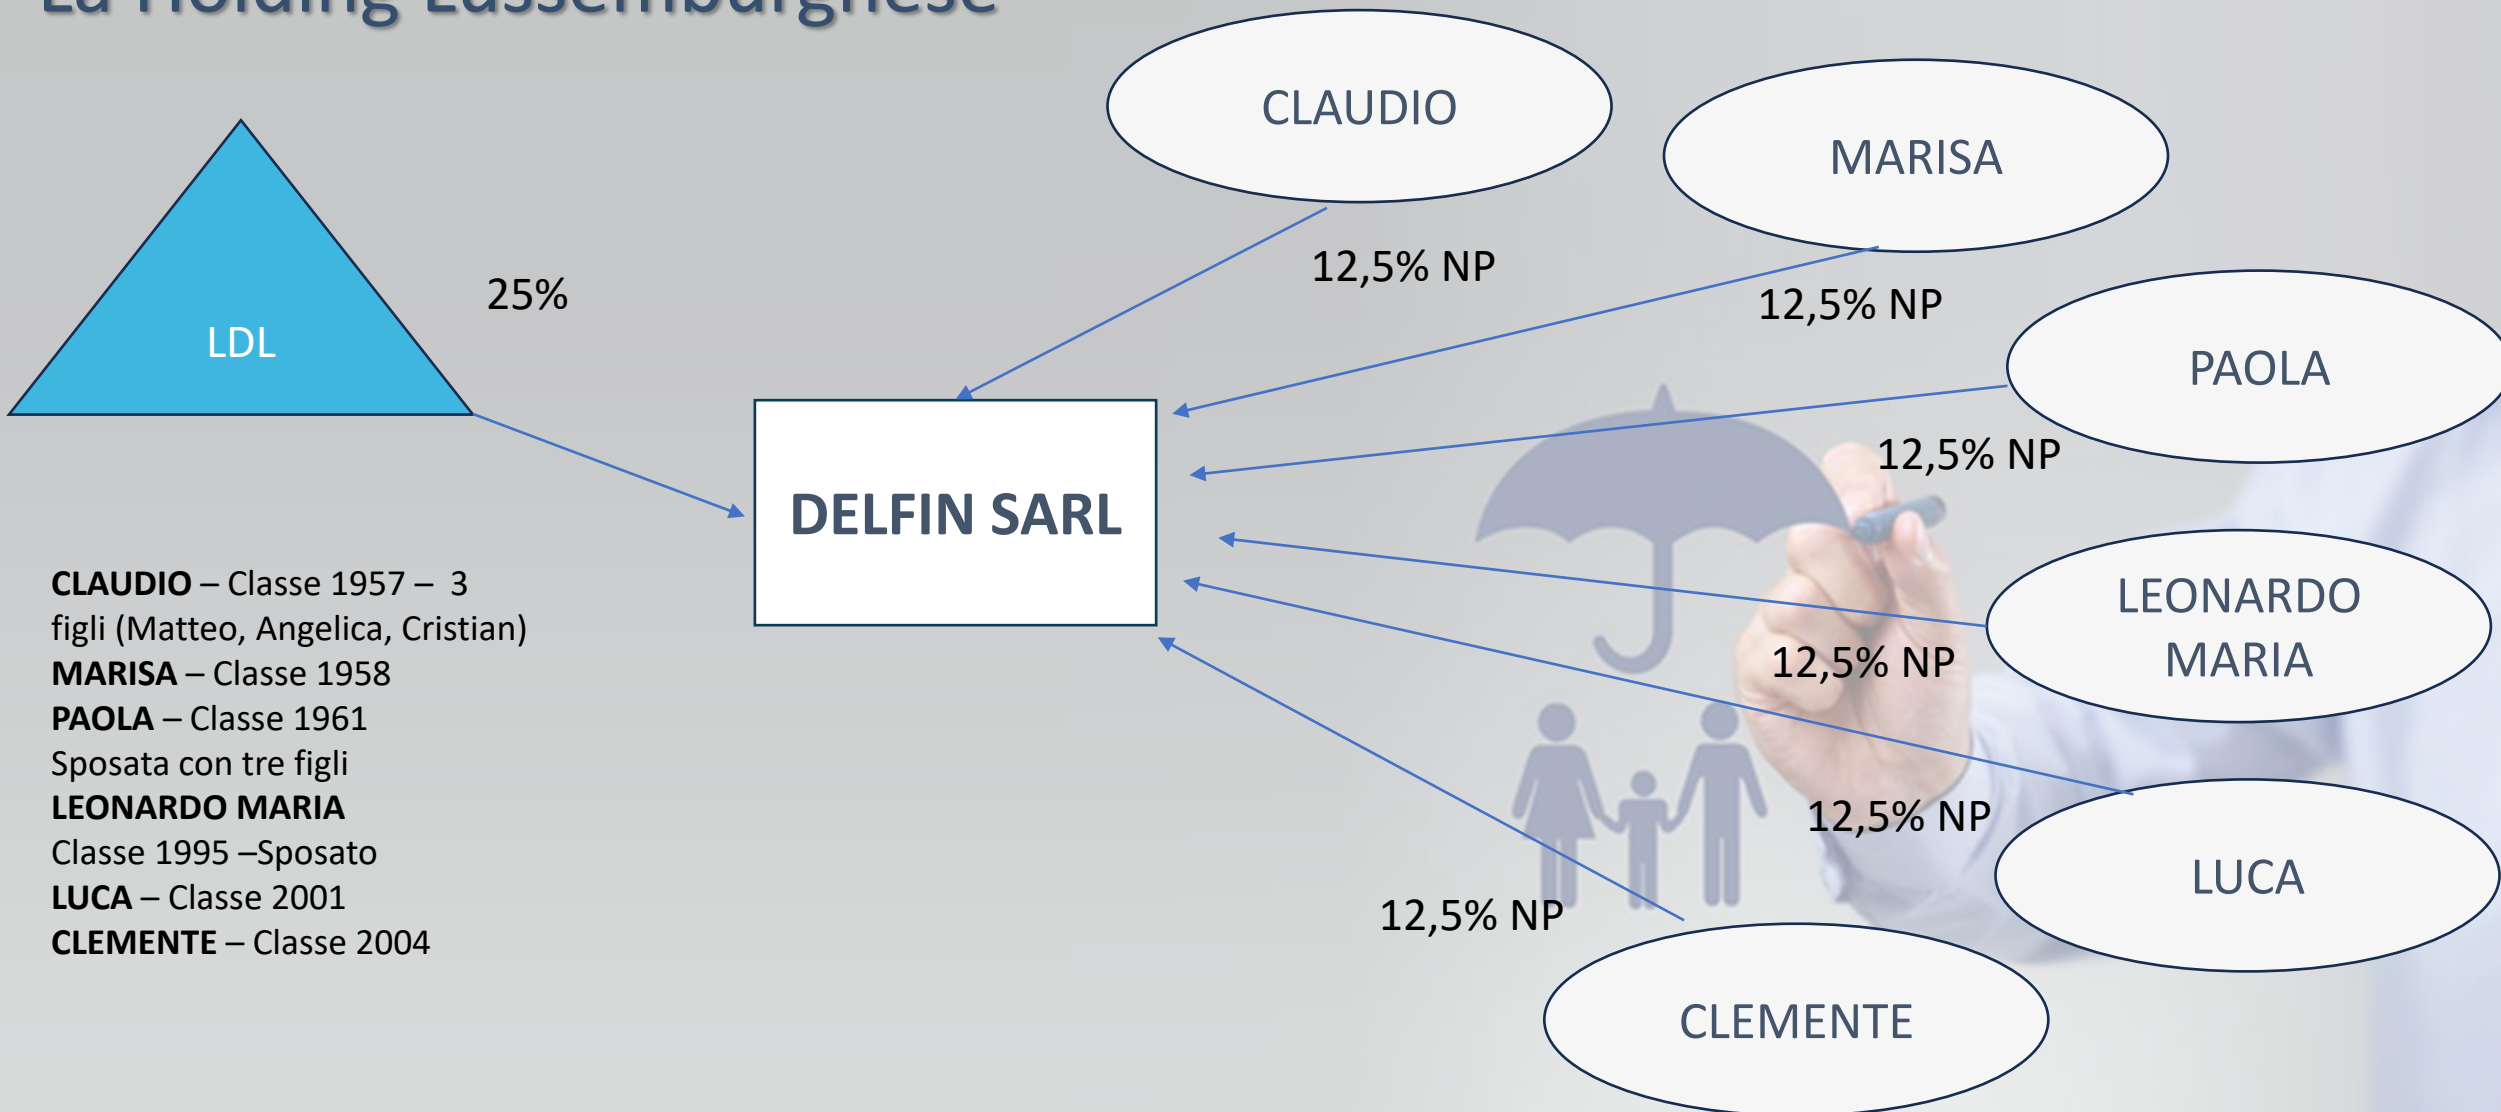 La Holding Lussemburghese
CLAUDIO
MARISA
12,5% NP
25%
12,5% NP
LDL
PAOLA
12,5% NP
DELFIN SARL
LEONARDO
MARIA
12,5% NP
12,5% NP
LUCA
12,5% NP
CLEMENTE
CLAUDIO – Classe 1957 – 3
figli (Matteo, Angelica, Cristian)
MARISA – Classe 1958
PAOLA – Classe 1961
Sposata con tre figli
LEONARDO MARIA
Classe 1995 –Sposato
LUCA – Classe 2001
CLEMENTE – Classe 2004